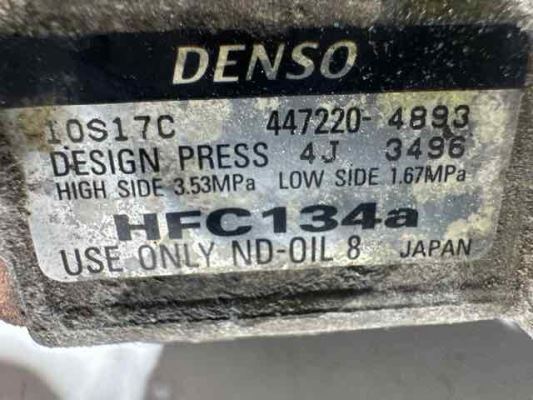 DENSO
10S17C 447220-4893
DESIGN PRESS 4J 3496
HIGH SIDE 3.53MPa LOW SIDE 1.67MPa
HFC134a
USE ONLY ND-OIL 8 JAPAN